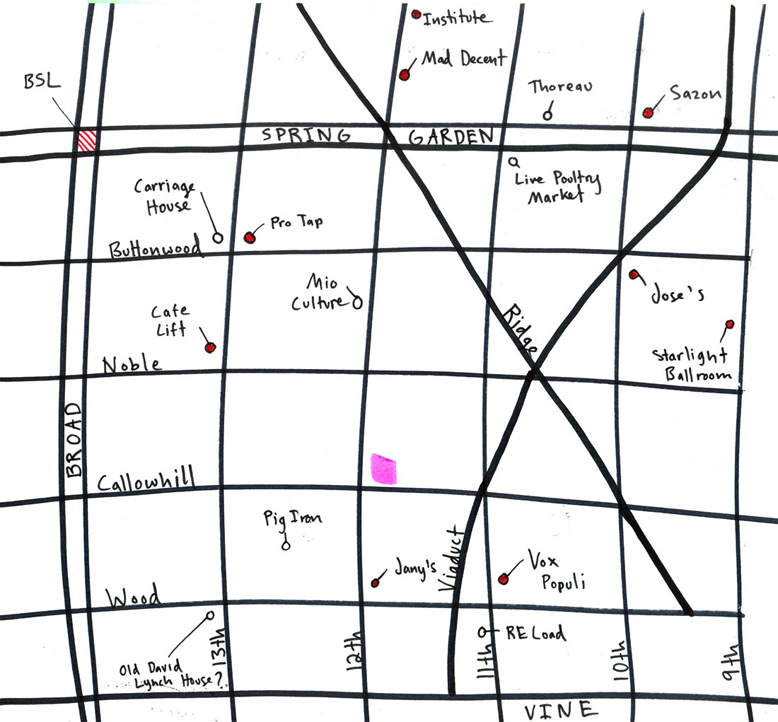 Institute
Mad Decent
BSL
Thoreau
Sazon
SPRING GARDEN
Live Poultry
Market
Carriage
House
Pro Tap
Buttonwood
Mio
Culture
Jose's
Cafe
Lift
Ridge
Starlight
Ballroom
Noble
BROAD
Callowhill
Pig Iron
Viaduct
Jany's
Vox
Populi
Wood
RE Load
Old David
Lynch House?
13th
12th
11th
10th
9th
VINE